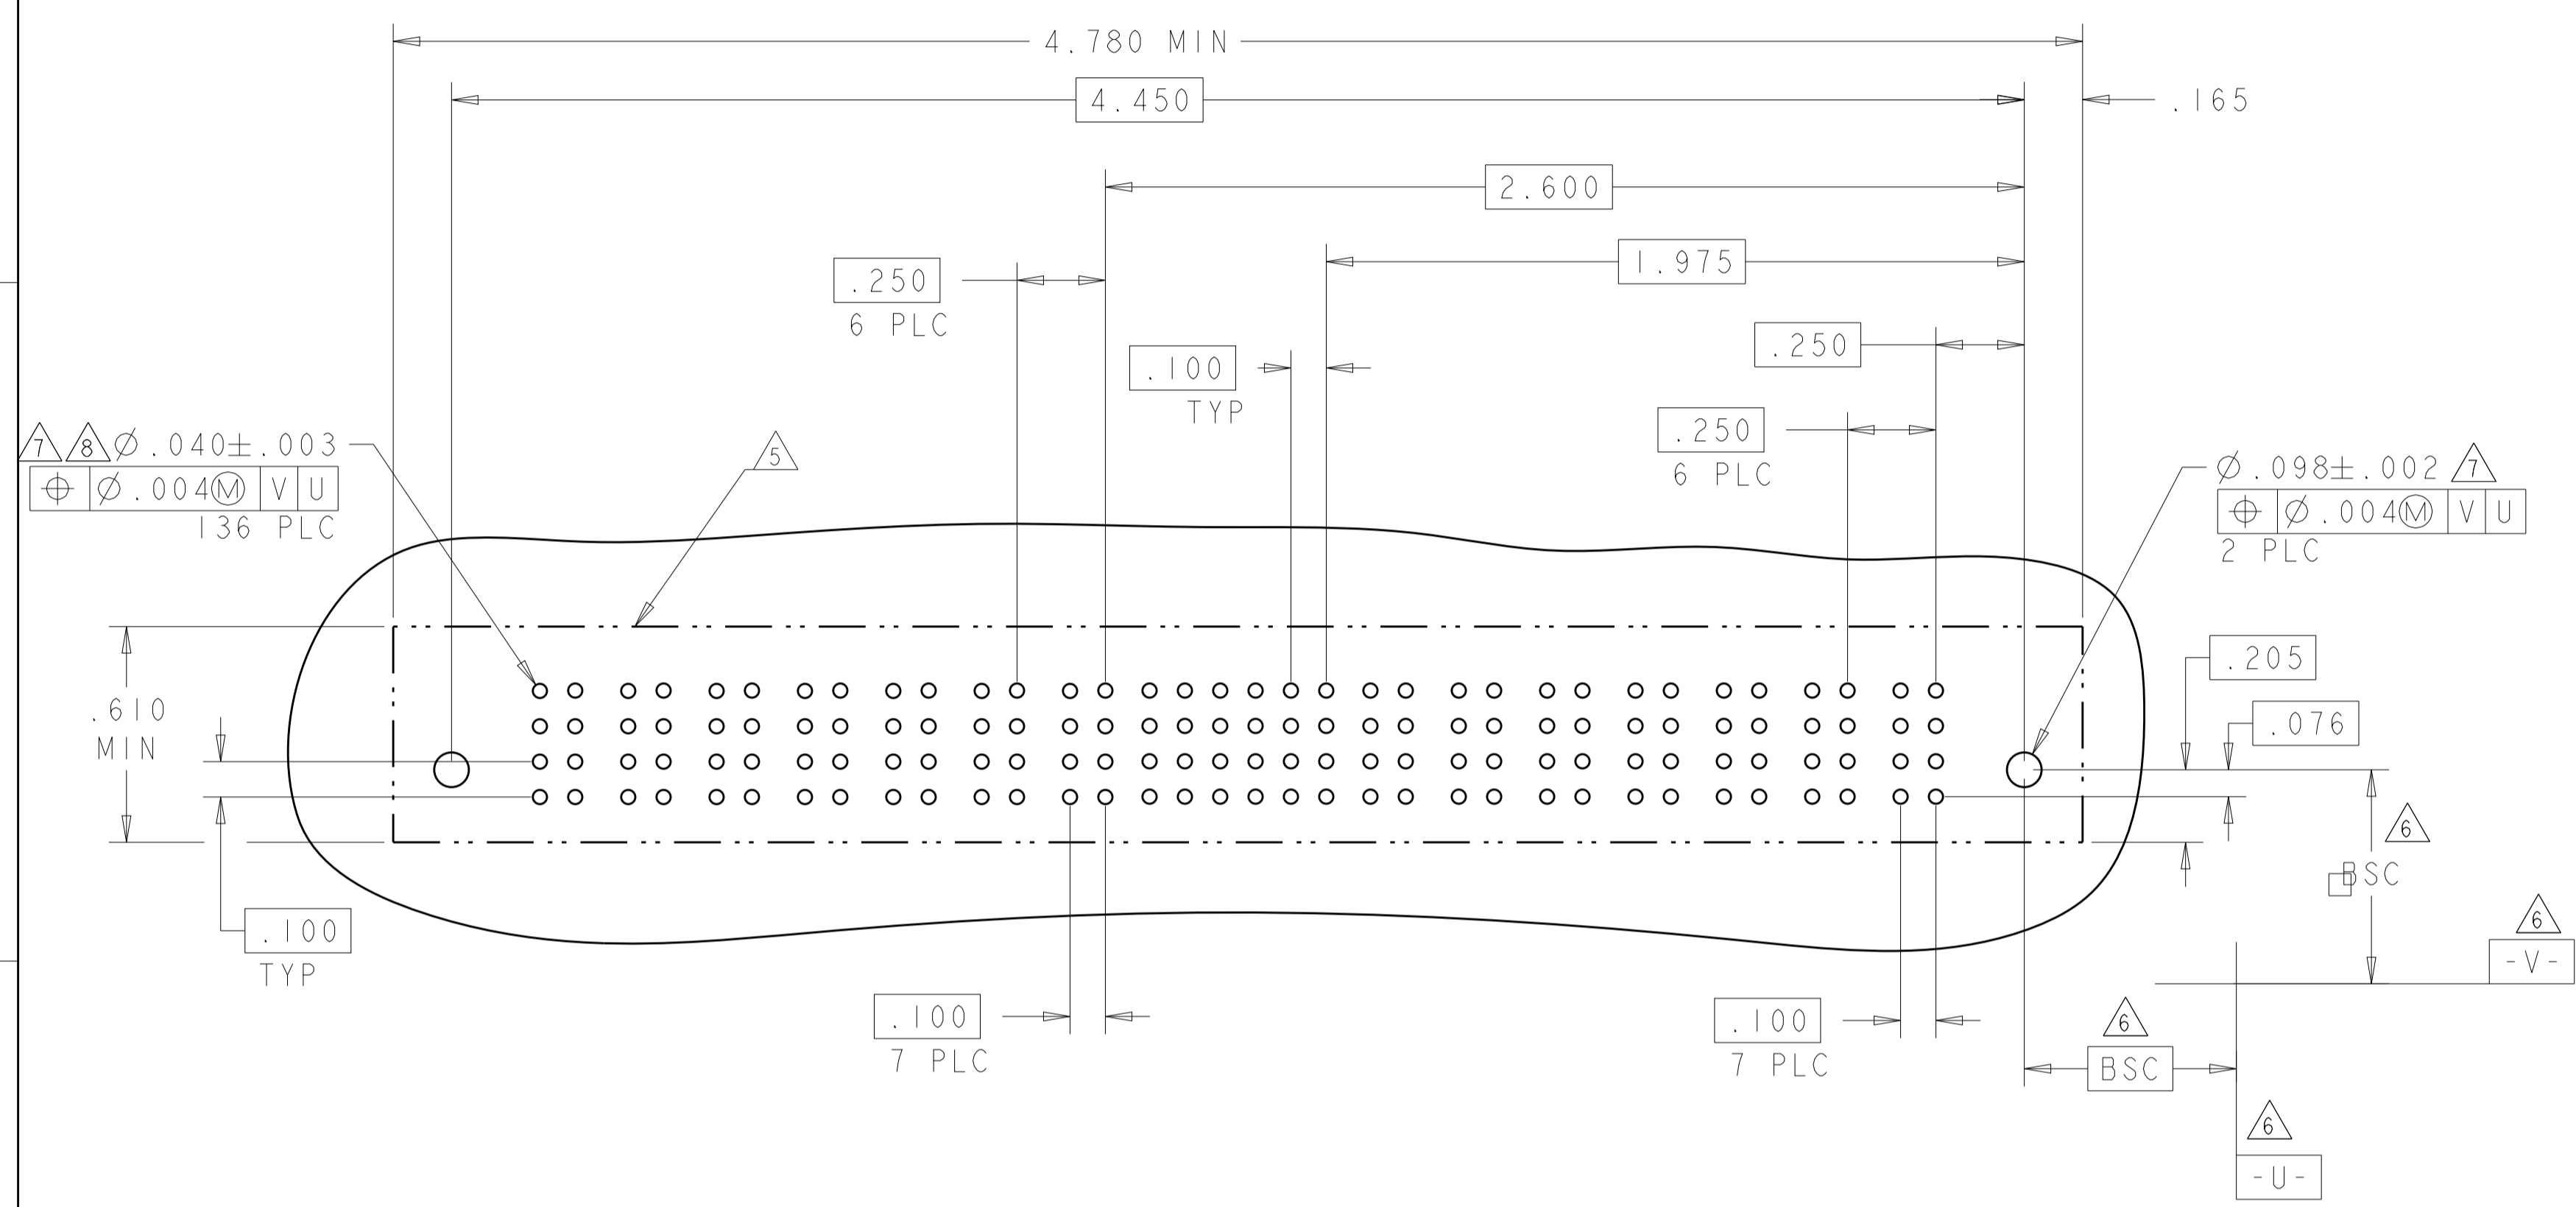 4.780 MIN
4.450
.165
2.600
1.975
.250
6 PLC
.250
.100
TYP
.250
6 PLC
7 8 Ø.040±.003
⌖ Ø.004Ⓜ V U
136 PLC
5
Ø.098±.002 7
⌖ Ø.004Ⓜ V U
2 PLC
.205
.610
MIN
.076
6
BSC
.100
TYP
6
-V-
.100
7 PLC
.100
7 PLC
6
BSC
6
-U-